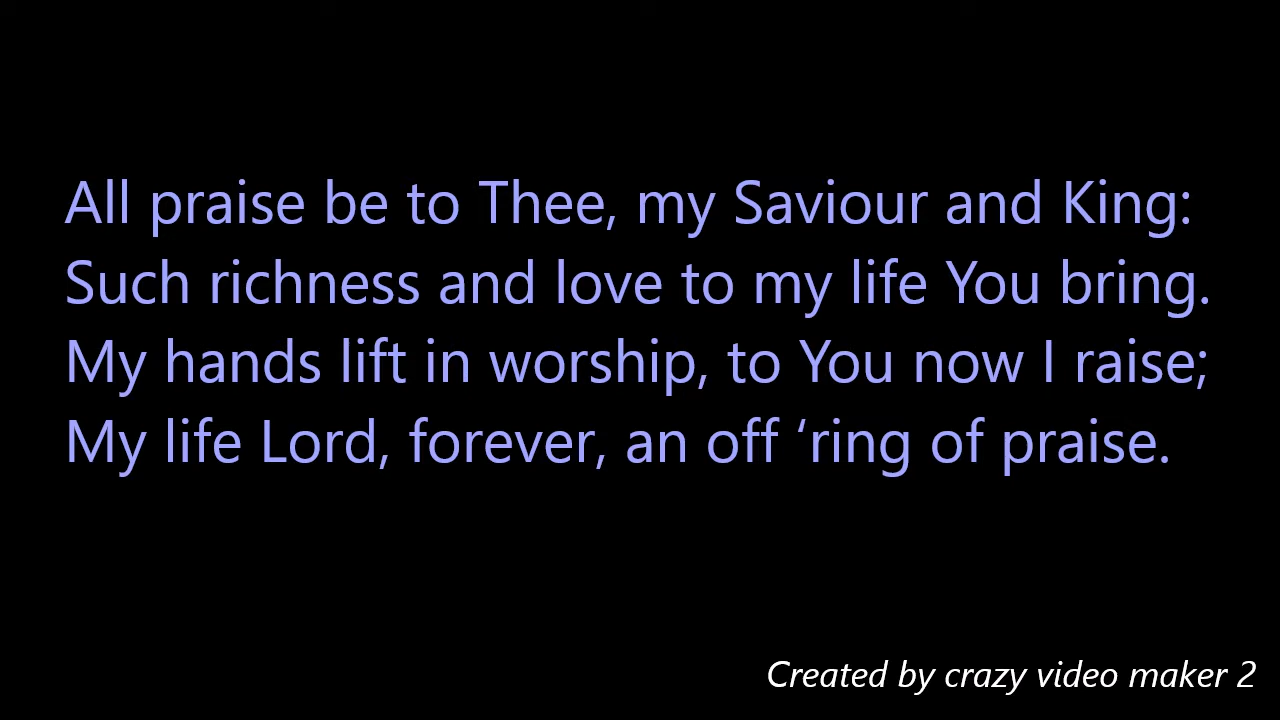 All praise be to Thee, my Saviour and King:
Such richness and love to my life You bring.
My hands lift in worship, to You now I raise;
My life Lord, forever, an off ‘ring of praise.
Created by crazy video maker 2